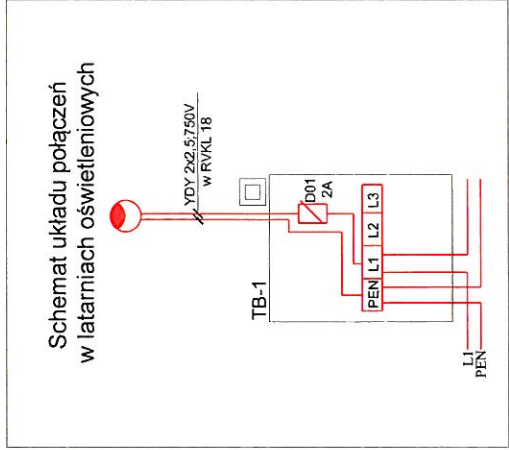 Schemat układu połączeń
w latarniach oświetleniowych
YDY 2x2,5;750V
w RVKL 18
TB-1
D01
2A
PEN L1 L2 L3
L1
PEN